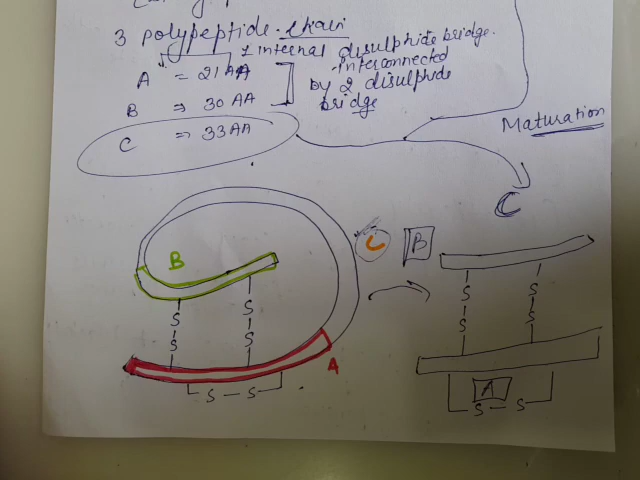 3 polypeptide chain
1 internal disulphide bridge.
A = 21 AA
-interconnected
by 2 disulphide
bridge
B => 30 AA
C => 33 AA
Maturation
C
B
C
B
S S
S S
S S
S S
A
A
S - S
S - S